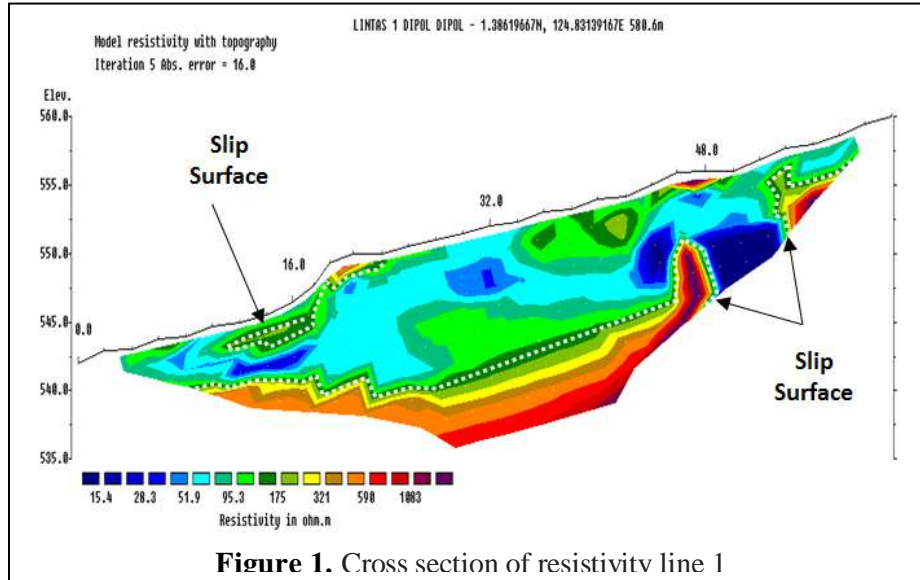 LINTAS 1 DIPOL DIPOL - 1.38619667N, 124.83139167E 580.6m
Model resistivity with topography
Iteration 5 Abs. error = 16.0
Elev.
560.0
Slip
Surface
48.0
555.0
32.0
550.0
16.0
545.0
0.0
540.0
Slip
Surface
535.0
15.4 28.3 51.9 95.3 175 321 590 1083
Resistivity in ohm.m
Figure 1. Cross section of resistivity line 1